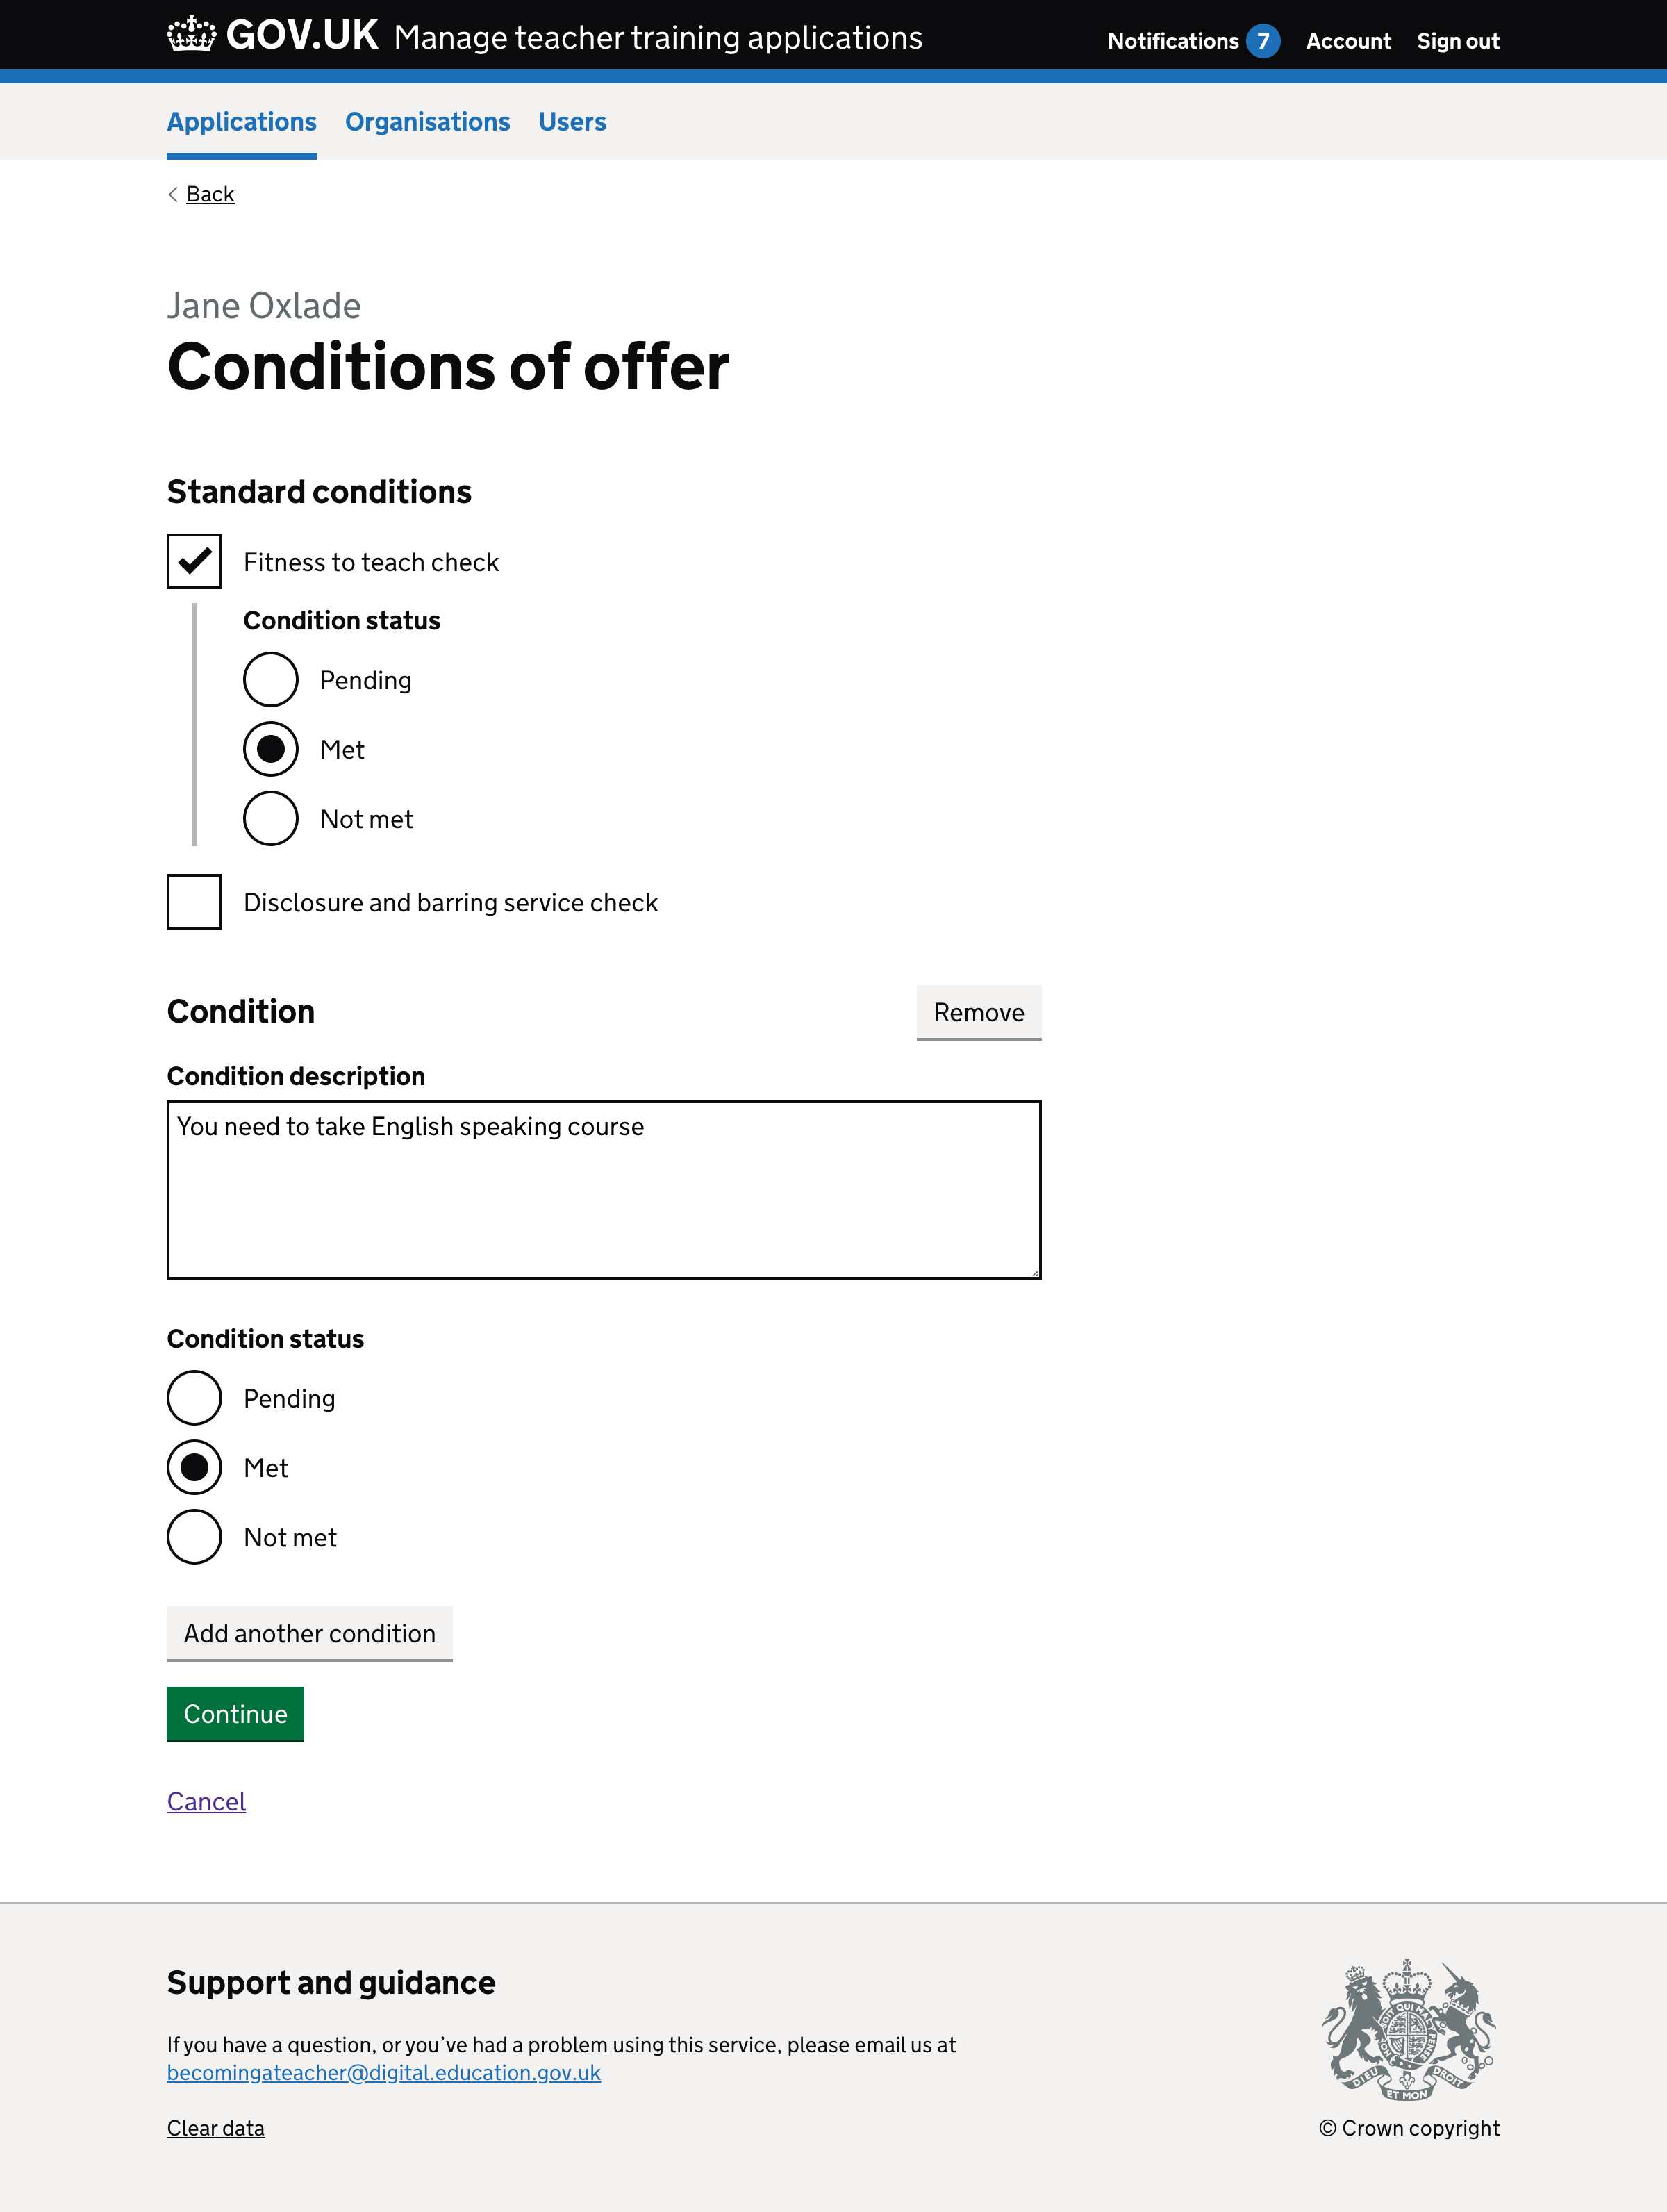 GOV.UK Manage teacher training applications
Notifications 7 Account Sign out
Applications Organisations Users
Back
Jane Oxlade
Conditions of offer
Standard conditions
Fitness to teach check
Condition status
Pending
Met
Not met
Disclosure and barring service check
Condition
Remove
Condition description
You need to take English speaking course
Condition status
Pending
Met
Not met
Add another condition
Continue
Cancel
Support and guidance
If you have a question, or you’ve had a problem using this service, please email us at
becomingateacher@digital.education.gov.uk
Clear data
DIEU ET MON DROIT
© Crown copyright